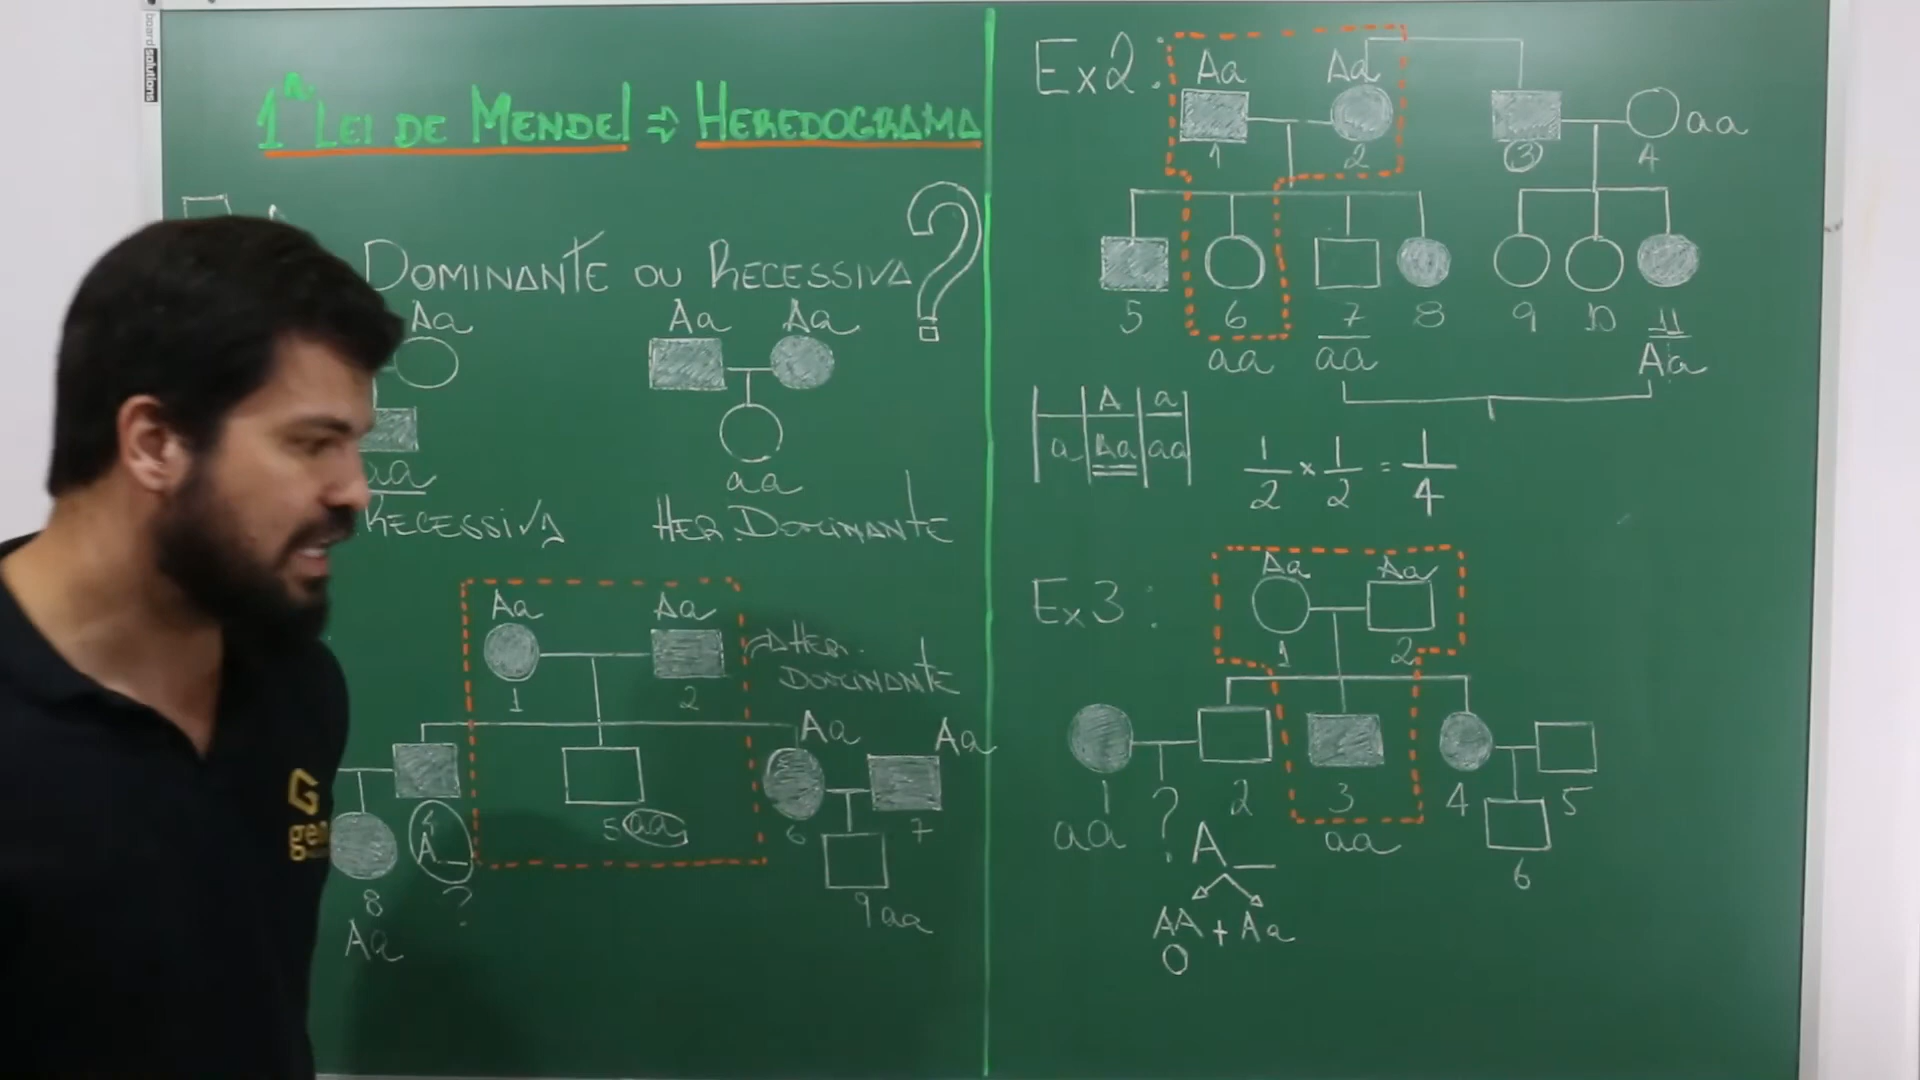 boardsolutions
1ª LEI DE MENDEL ⇒ HEREDOGRAMA
DOMINANTE OU RECESSIVA ?
Aa
Aa Aa
aa
aa
RECESSIVA
HER. DOMINANTE
Aa Aa
1 2
HER.
DOMINANTE
Aa Aa
4
A_
?
5 aa
6 7
8
Aa
9 aa
Ex2:
Aa Aa
1 2 3 4 aa
5 6 7 8 9 10 11
aa aa Aa
A a
a Aa aa
1/2 × 1/2 = 1/4
Ex3:
Aa Aa
1 2
1 ? 2 3 4 5
aa aa
6
A_
AA + Aa
0